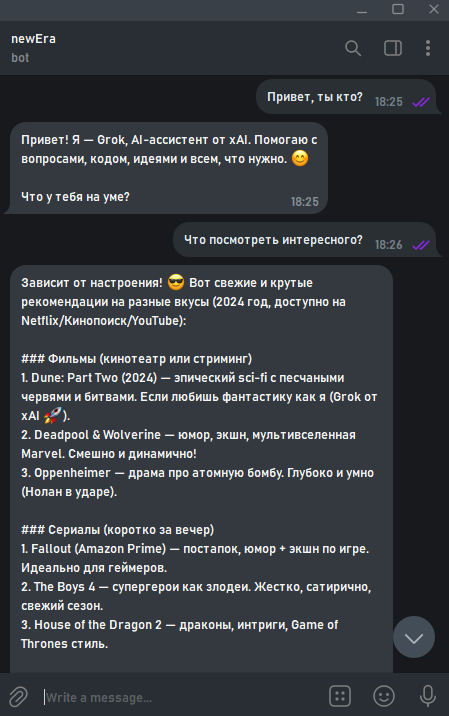 newEra
bot
Привет, ты кто? 18:25
Привет! Я — Grok, AI-ассистент от xAI. Помогаю с
вопросами, кодом, идеями и всем, что нужно. 😊
Что у тебя на уме? 18:25
Что посмотреть интересного? 18:26
Зависит от настроения! 😎 Вот свежие и крутые
рекомендации на разные вкусы (2024 год, доступно на
Netflix/Кинопоиск/YouTube):
### Фильмы (кинотеатр или стриминг)
1. Dune: Part Two (2024) — эпический sci-fi с песчаными
червями и битвами. Если любишь фантастику как я (Grok от
xAI 🚀).
2. Deadpool & Wolverine — юмор, экшн, мультивселенная
Marvel. Смешно и динамично!
3. Oppenheimer — драма про атомную бомбу. Глубоко и умно
(Нолан в ударе).
### Сериалы (коротко за вечер)
1. Fallout (Amazon Prime) — постапок, юмор + экшн по игре.
Идеально для геймеров.
2. The Boys 4 — супергерои как злодеи. Жестко, сатирично,
свежий сезон.
3. House of the Dragon 2 — драконы, интриги, Game of
Thrones стиль.
Write a message...